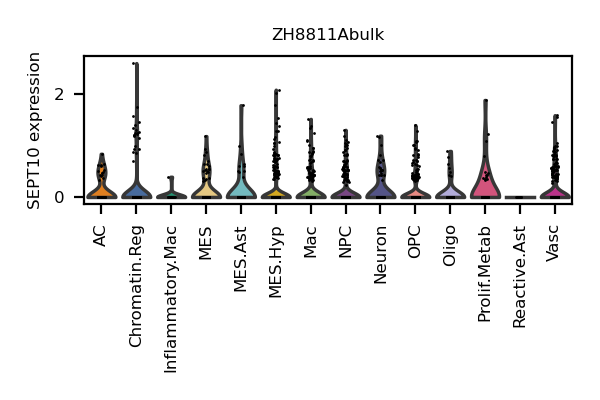 ZH8811Abulk
SEPT10 expression
2
0
AC
Chromatin.Reg
Inflammatory.Mac
MES
MES.Ast
MES.Hyp
Mac
NPC
Neuron
OPC
Oligo
Prolif.Metab
Reactive.Ast
Vasc